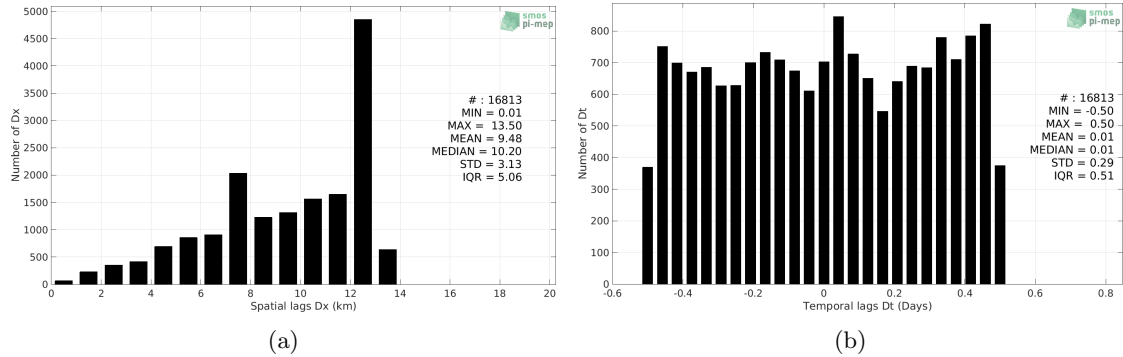 5000
4500
4000
3500
3000
2500
2000
1500
1000
500
0
Number of Dx
smos
pi-mep
# : 16813
MIN = 0.01
MAX = 13.50
MEAN = 9.48
MEDIAN = 10.20
STD = 3.13
IQR = 5.06
0 2 4 6 8 10 12 14 16 18 20
Spatial lags Dx (km)
(a)
800
700
600
500
400
300
200
100
0
Number of Dt
smos
pi-mep
# : 16813
MIN = -0.50
MAX = 0.50
MEAN = 0.01
MEDIAN = 0.01
STD = 0.29
IQR = 0.51
-0.6 -0.4 -0.2 0 0.2 0.4 0.6 0.8
Temporal lags Dt (Days)
(b)